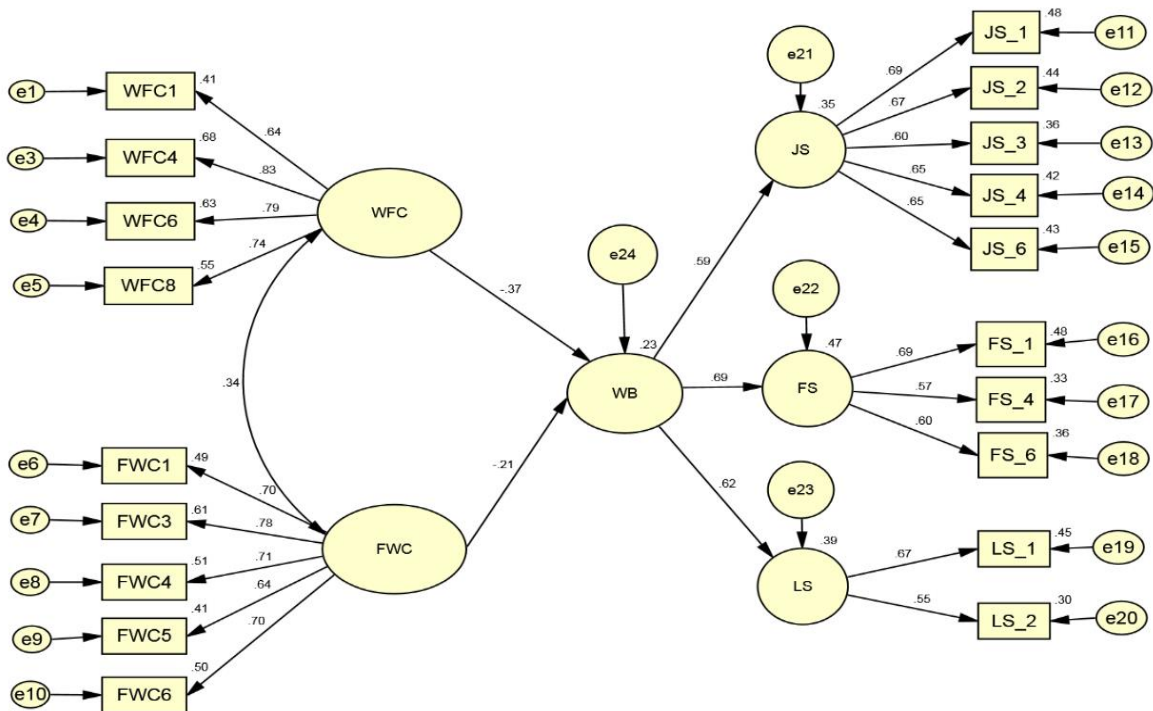 e1
WFC1
.41
.64
e3
WFC4
.68
.83
e4
WFC6
.63
.79
e5
WFC8
.55
.74
WFC
-.37
.34
e6
FWC1
.49
.70
e7
FWC3
.61
.78
e8
FWC4
.51
.71
e9
FWC5
.41
.64
e10
FWC6
.50
.70
FWC
-.21
e24
.23
WB
.59
.69
.62
e21
.35
JS
.69
JS_1
.48
e11
.67
JS_2
.44
e12
.60
JS_3
.36
e13
.65
JS_4
.42
e14
.65
JS_6
.43
e15
e22
.47
FS
.69
FS_1
.48
e16
.57
FS_4
.33
e17
.60
FS_6
.36
e18
e23
.39
LS
.67
LS_1
.45
e19
.55
LS_2
.30
e20